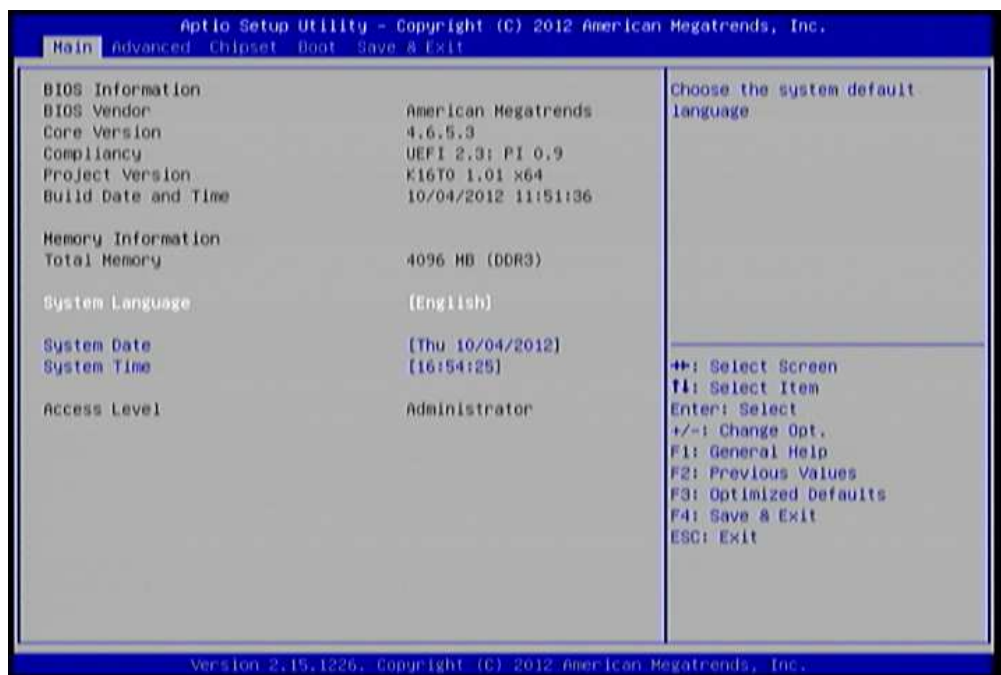 Aptio Setup Utility - Copyright (C) 2012 American Megatrends, Inc.
Main Advanced Chipset Boot Save & Exit
BIOS Information
BIOS Vendor American Megatrends
Core Version 4.6.5.3
Compliancy UEFI 2.3; PI 0.9
Project Version K16T0 1.01 x64
Build Date and Time 10/04/2012 11:51:36
Memory Information
Total Memory 4096 MB (DDR3)
System Language [English]
System Date [Thu 10/04/2012]
System Time [16:54:25]
Access Level Administrator
Choose the system default
language
→←: Select Screen
↑↓: Select Item
Enter: Select
+/-: Change Opt.
F1: General Help
F2: Previous Values
F3: Optimized Defaults
F4: Save & Exit
ESC: Exit
Version 2.15.1226. Copyright (C) 2012 American Megatrends, Inc.